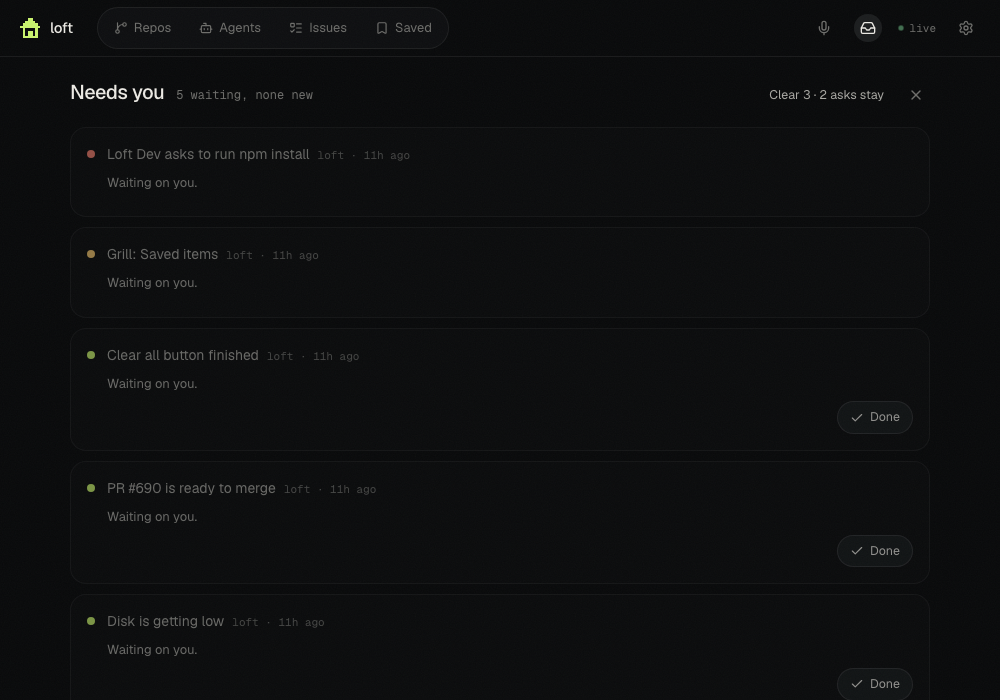 loft
Repos
Agents
Issues
Saved
live
Needs you
5 waiting, none new
Clear 3 · 2 asks stay
Loft Dev asks to run npm install
loft · 11h ago
Waiting on you.
Grill: Saved items
loft · 11h ago
Waiting on you.
Clear all button finished
loft · 11h ago
Waiting on you.
Done
PR #690 is ready to merge
loft · 11h ago
Waiting on you.
Done
Disk is getting low
loft · 11h ago
Waiting on you.
Done